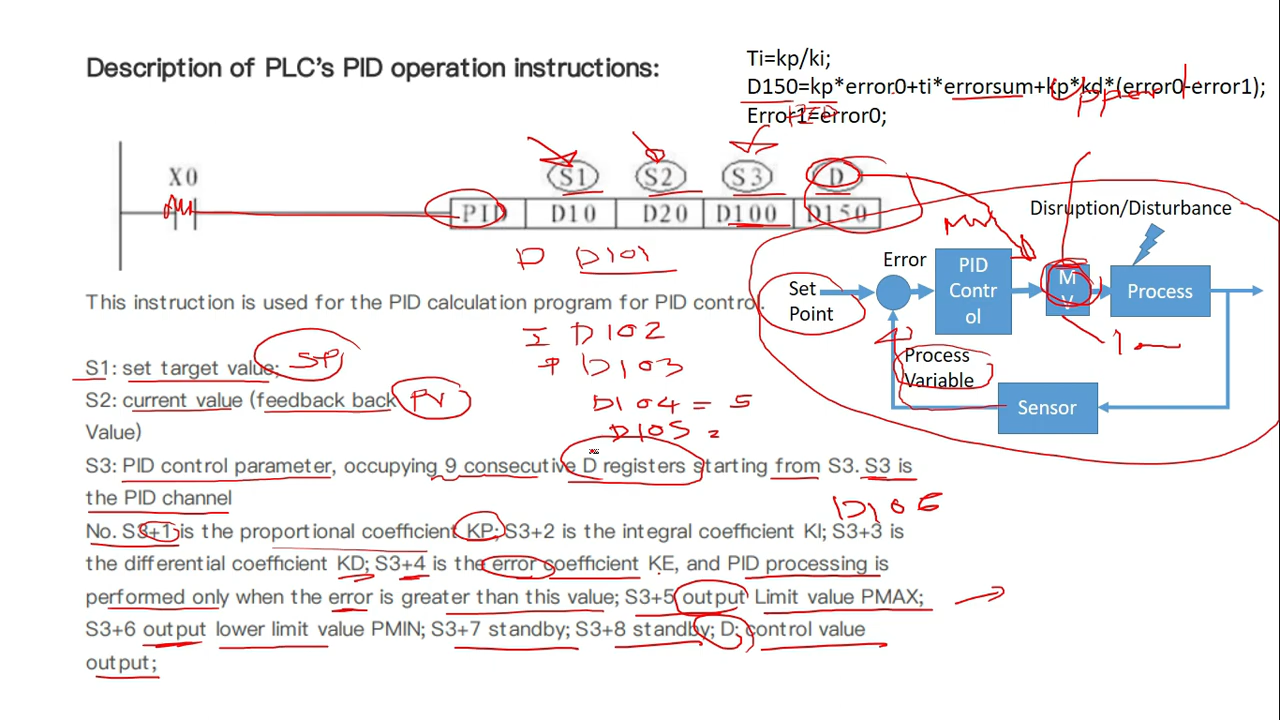 Description of PLC's PID operation instructions:
Ti=kp/ki;
D150=kp*error0+ti*errorsum+kp*kd*(error0-error1);
Error1=error0;
Upper
X0
S1 S2 S3 D
PID D10 D20 D100 D150
D D101
MV
Disruption/Disturbance
Set
Point
Error
PID
Contr
ol
M
V
Process
Process
Variable
Sensor
This instruction is used for the PID calculation program for PID control.
I D102
D103
D104 = 5
D105 =
S1: set target value; SP
S2: current value (feedback back PV
Value)
S3: PID control parameter, occupying 9 consecutive D registers starting from S3. S3 is
the PID channel
D106
No. S3+1 is the proportional coefficient KP; S3+2 is the integral coefficient KI; S3+3 is
the differential coefficient KD; S3+4 is the error coefficient KE, and PID processing is
performed only when the error is greater than this value; S3+5 output Limit value PMAX;
S3+6 output lower limit value PMIN; S3+7 standby; S3+8 standby; D: control value
output;